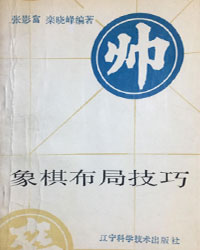 张影富 栾晓峰编著
帅
象棋布局技巧
辽宁科学技术出版社